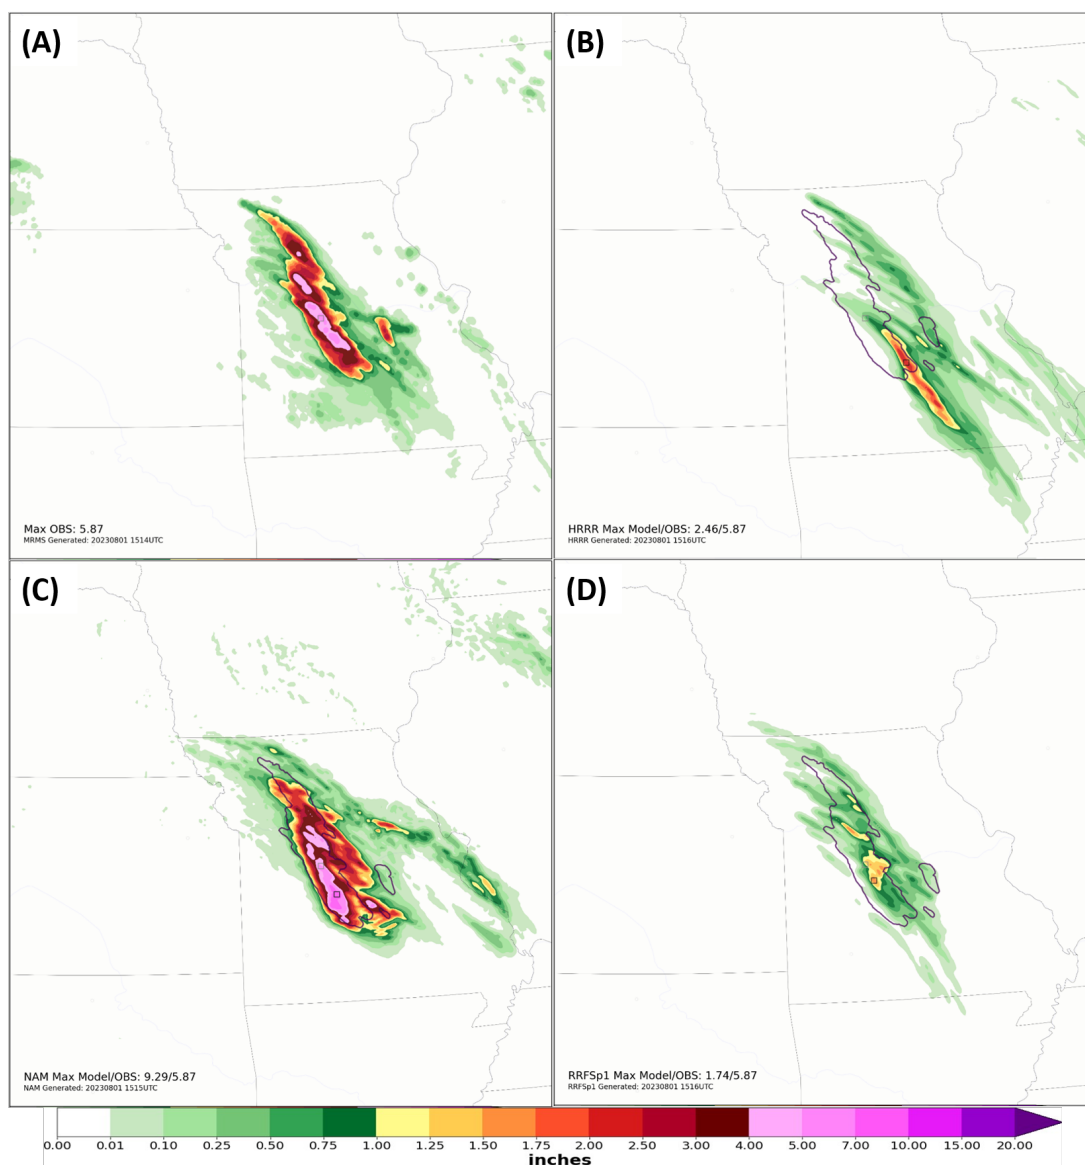 (A)
Max OBS: 5.87
MRMS Generated: 20230801 1514UTC
(B)
HRRR Max Model/OBS: 2.46/5.87
HRRR Generated: 20230801 1516UTC
(C)
NAM Max Model/OBS: 9.29/5.87
NAM Generated: 20230801 1515UTC
(D)
RRFSp1 Max Model/OBS: 1.74/5.87
RRFSp1 Generated: 20230801 1516UTC
0.00 0.01 0.10 0.25 0.50 0.75 1.00 1.25 1.50 1.75 2.00 2.50 3.00 4.00 5.00 7.00 10.00 15.00 20.00
inches